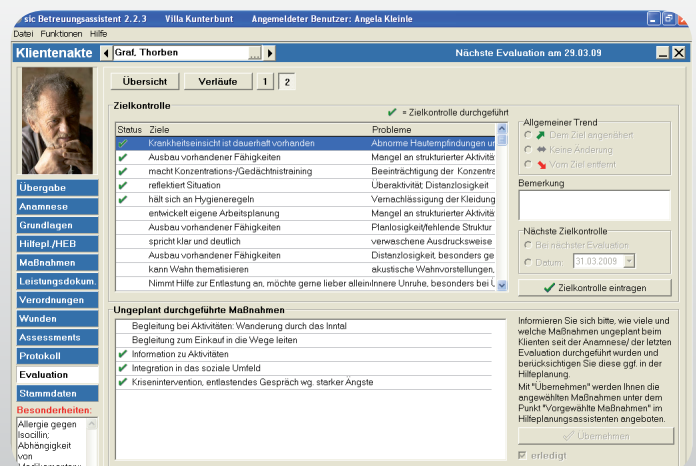 sic Betreuungsassistent 2.2.3 Villa Kunterbunt Angemeldeter Benutzer: Angela Kleinle
Datei Funktionen Hilfe
Klientenakte Graf, Thorben ... Nächste Evaluation am 29.03.09
Übersicht Verläufe 1 2
Zielkontrolle
= Zielkontrolle durchgeführt
Status Ziele Probleme
Krankheitseinsicht ist dauerhaft vorhanden Abnorme Hautempfindungen un
Ausbau vorhandener Fähigkeiten Mangel an strukturierter Aktivitä
macht Konzentrations-/Gedächtnistraining Beeinträchtigung der Konzentra
reflektiert Situation Überaktivität; Distanzlosigkeit
hält sich an Hygieneregeln Vernachlässigung der Kleidung
entwickelt eigene Arbeitsplanung Mangel an strukturierter Aktivitä
Ausbau vorhandener Fähigkeiten Planlosigkeit/fehlende Struktur
spricht klar und deutlich verwaschene Ausdrucksweise
Ausbau vorhandener Fähigkeiten Distanzlosigkeit, besonders ge
kann Wahn thematisieren akustische Wahnvorstellungen,
Nimmt Hilfe zur Entlastung an, möchte gerne lieber allein Innere Unruhe, besonders bei Ü
Allgemeiner Trend
Dem Ziel angenähert
Keine Änderung
Vom Ziel entfernt
Bemerkung
Nächste Zielkontrolle
Bei nächster Evaluation
Datum: 31.03.2009
Zielkontrolle eintragen
Übergabe
Anamnese
Grundlagen
Hilfepl./HEB
Maßnahmen
Leistungsdokum.
Verordnungen
Wunden
Assessments
Protokoll
Evaluation
Stammdaten
Besonderheiten:
Allergie gegen
Isocillin;
Abhängigkeit
von
Ungeplant durchgeführte Maßnahmen
Begleitung bei Aktivitäten: Wanderung durch das Inntal
Begleitung zum Einkauf in die Wege leiten
Information zu Aktivitäten
Integration in das soziale Umfeld
Krisenintervention, entlastendes Gespräch wg. starker Ängste
Informieren Sie sich bitte, wie viele und
welche Maßnahmen ungeplant beim
Klienten seit der Anamnese/ der letzten
Evaluation durchgeführt wurden und
berücksichtigen Sie diese ggf. in der
Hilfeplanung.
Mit "Übernehmen" werden Ihnen die
angewählten Maßnahmen unter dem
Punkt "Vorgewählte Maßnahmen" im
Hilfeplanungsassistenten angeboten.
Übernehmen
erledigt